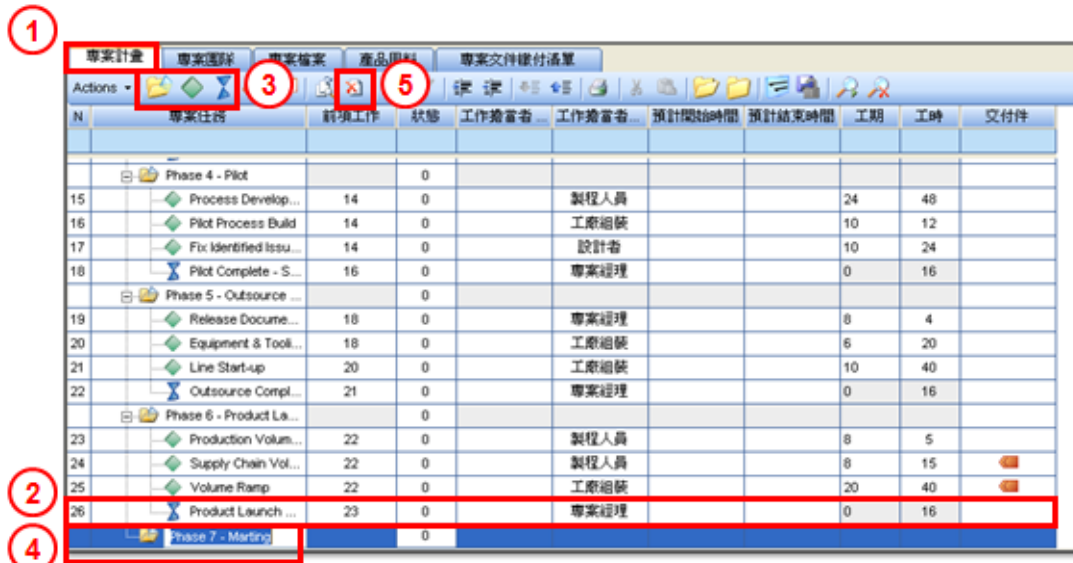 1
專案計畫 專案團隊 專案檔案 產品用料 專案文件繳付清單
Actions 3 5
N 專案任務 前項工作 狀態 工作擔當者 ... 工作擔當者... 預計開始時間 預計結束時間 工期 工時 交付件
Phase 4 - Pilot 0
15 Process Develop... 14 0 製程人員 24 48
16 Pilot Process Build 14 0 工廠組裝 10 12
17 Fix Identified Issu... 14 0 設計者 10 24
18 Pilot Complete - S... 16 0 專案經理 0 16
Phase 5 - Outsource ... 0
19 Release Docume... 18 0 專案經理 8 4
20 Equipment & Tooli... 18 0 工廠組裝 6 20
21 Line Start-up 20 0 工廠組裝 10 40
22 Outsource Compl... 21 0 專案經理 0 16
Phase 6 - Product La... 0
23 Production Volum... 22 0 製程人員 8 5
24 Supply Chain Vol... 22 0 製程人員 8 15
2
25 Volume Ramp 22 0 工廠組裝 20 40
26 Product Launch ... 23 0 專案經理 0 16
4
Phase 7 - Marting 0